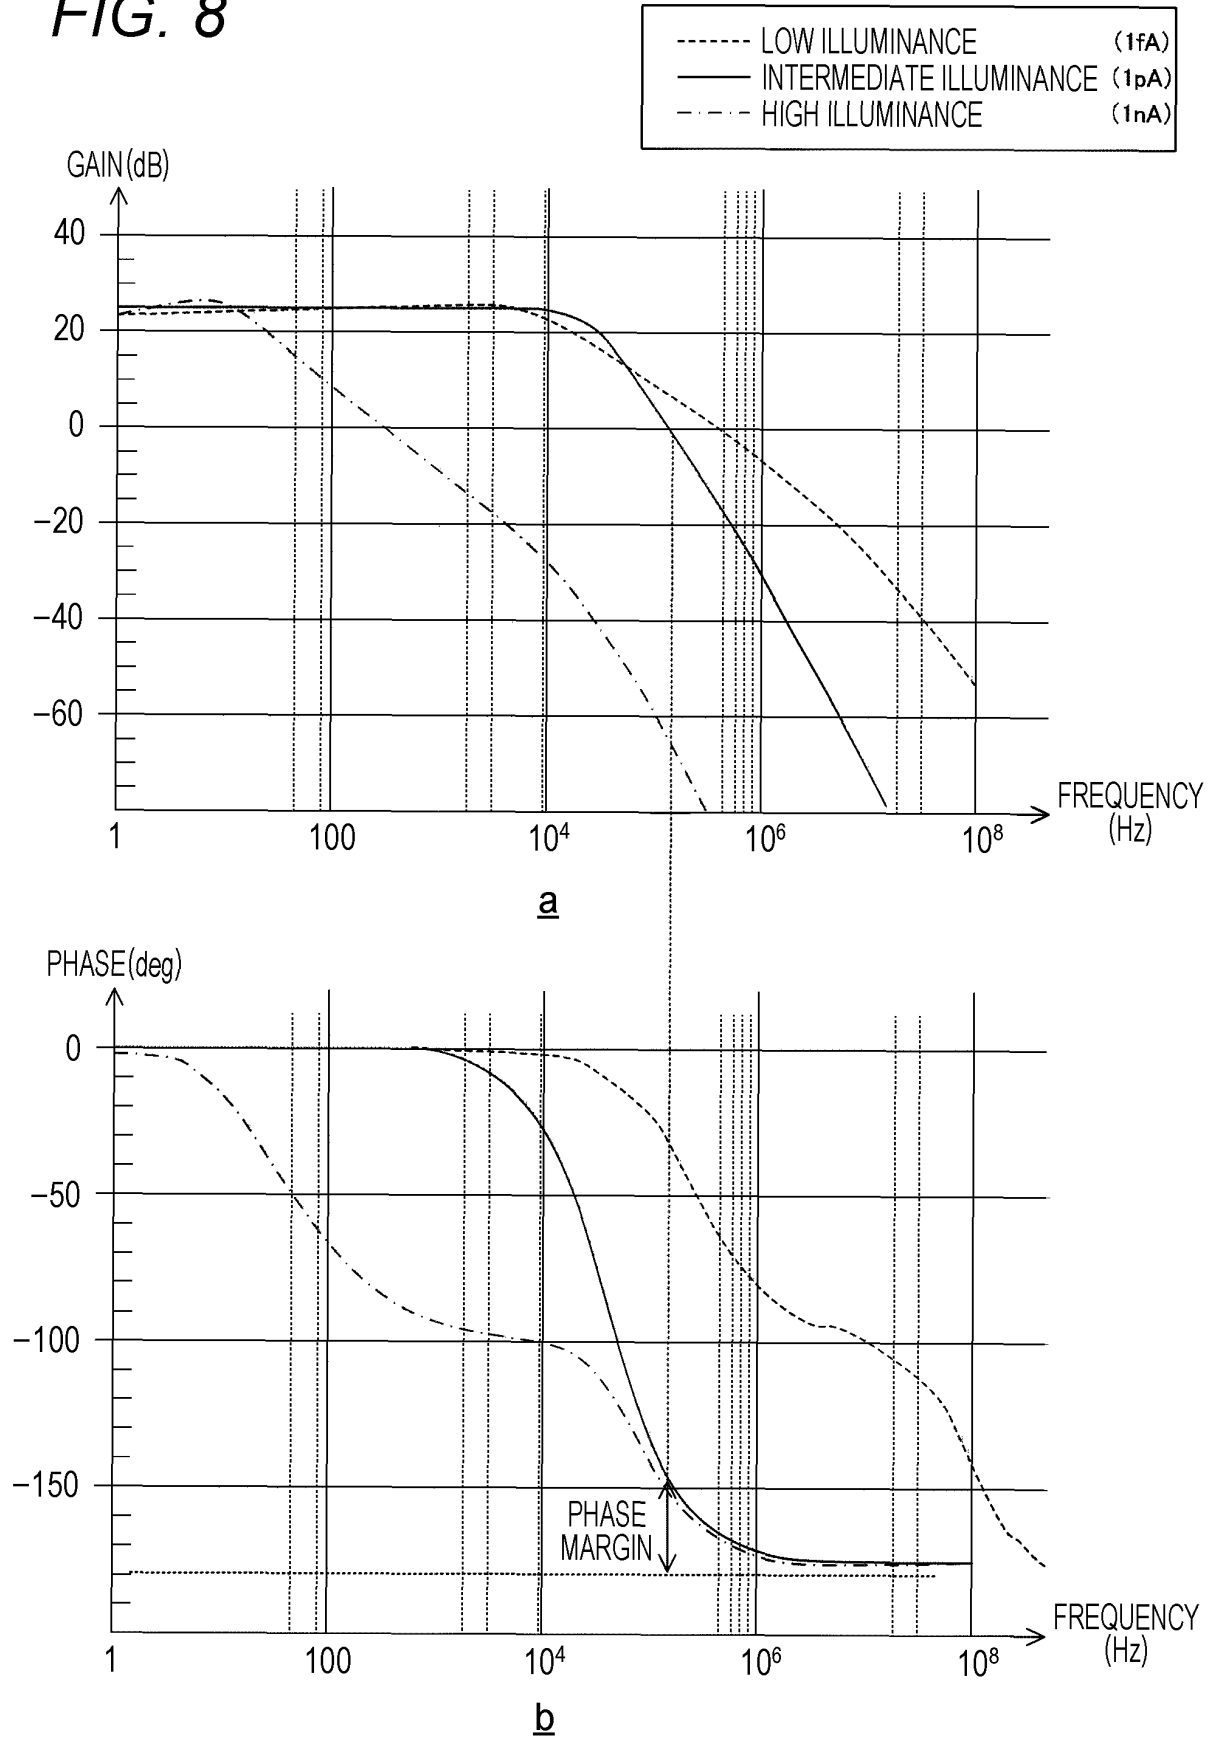 FIG. 8
LOW ILLUMINANCE (1fA)
INTERMEDIATE ILLUMINANCE (1pA)
HIGH ILLUMINANCE (1nA)
GAIN(dB)
40
20
0
−20
−40
−60
FREQUENCY
(Hz)
1 100 10⁴ 10⁶ 10⁸
a
PHASE(deg)
0
−50
−100
−150
PHASE
MARGIN
FREQUENCY
(Hz)
1 100 10⁴ 10⁶ 10⁸
b